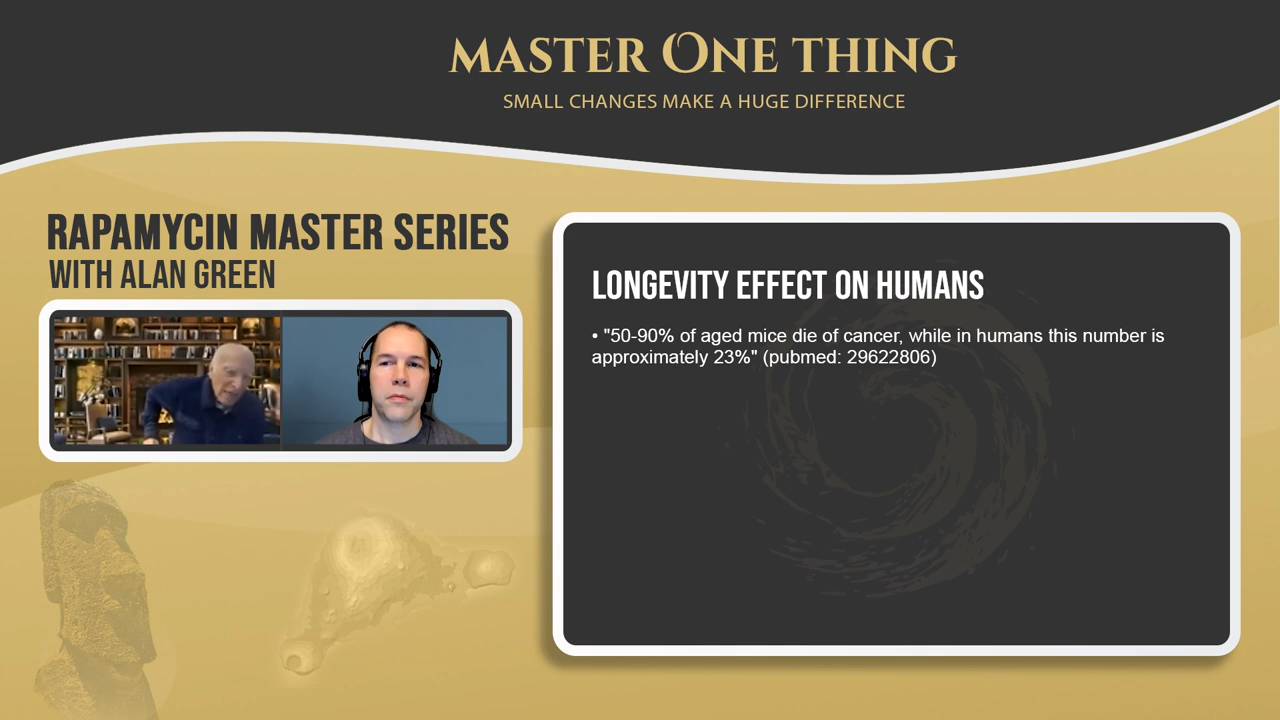 MASTER ONE THING
SMALL CHANGES MAKE A HUGE DIFFERENCE
RAPAMYCIN MASTER SERIES
WITH ALAN GREEN
LONGEVITY EFFECT ON HUMANS
• "50-90% of aged mice die of cancer, while in humans this number is
approximately 23%" (pubmed: 29622806)